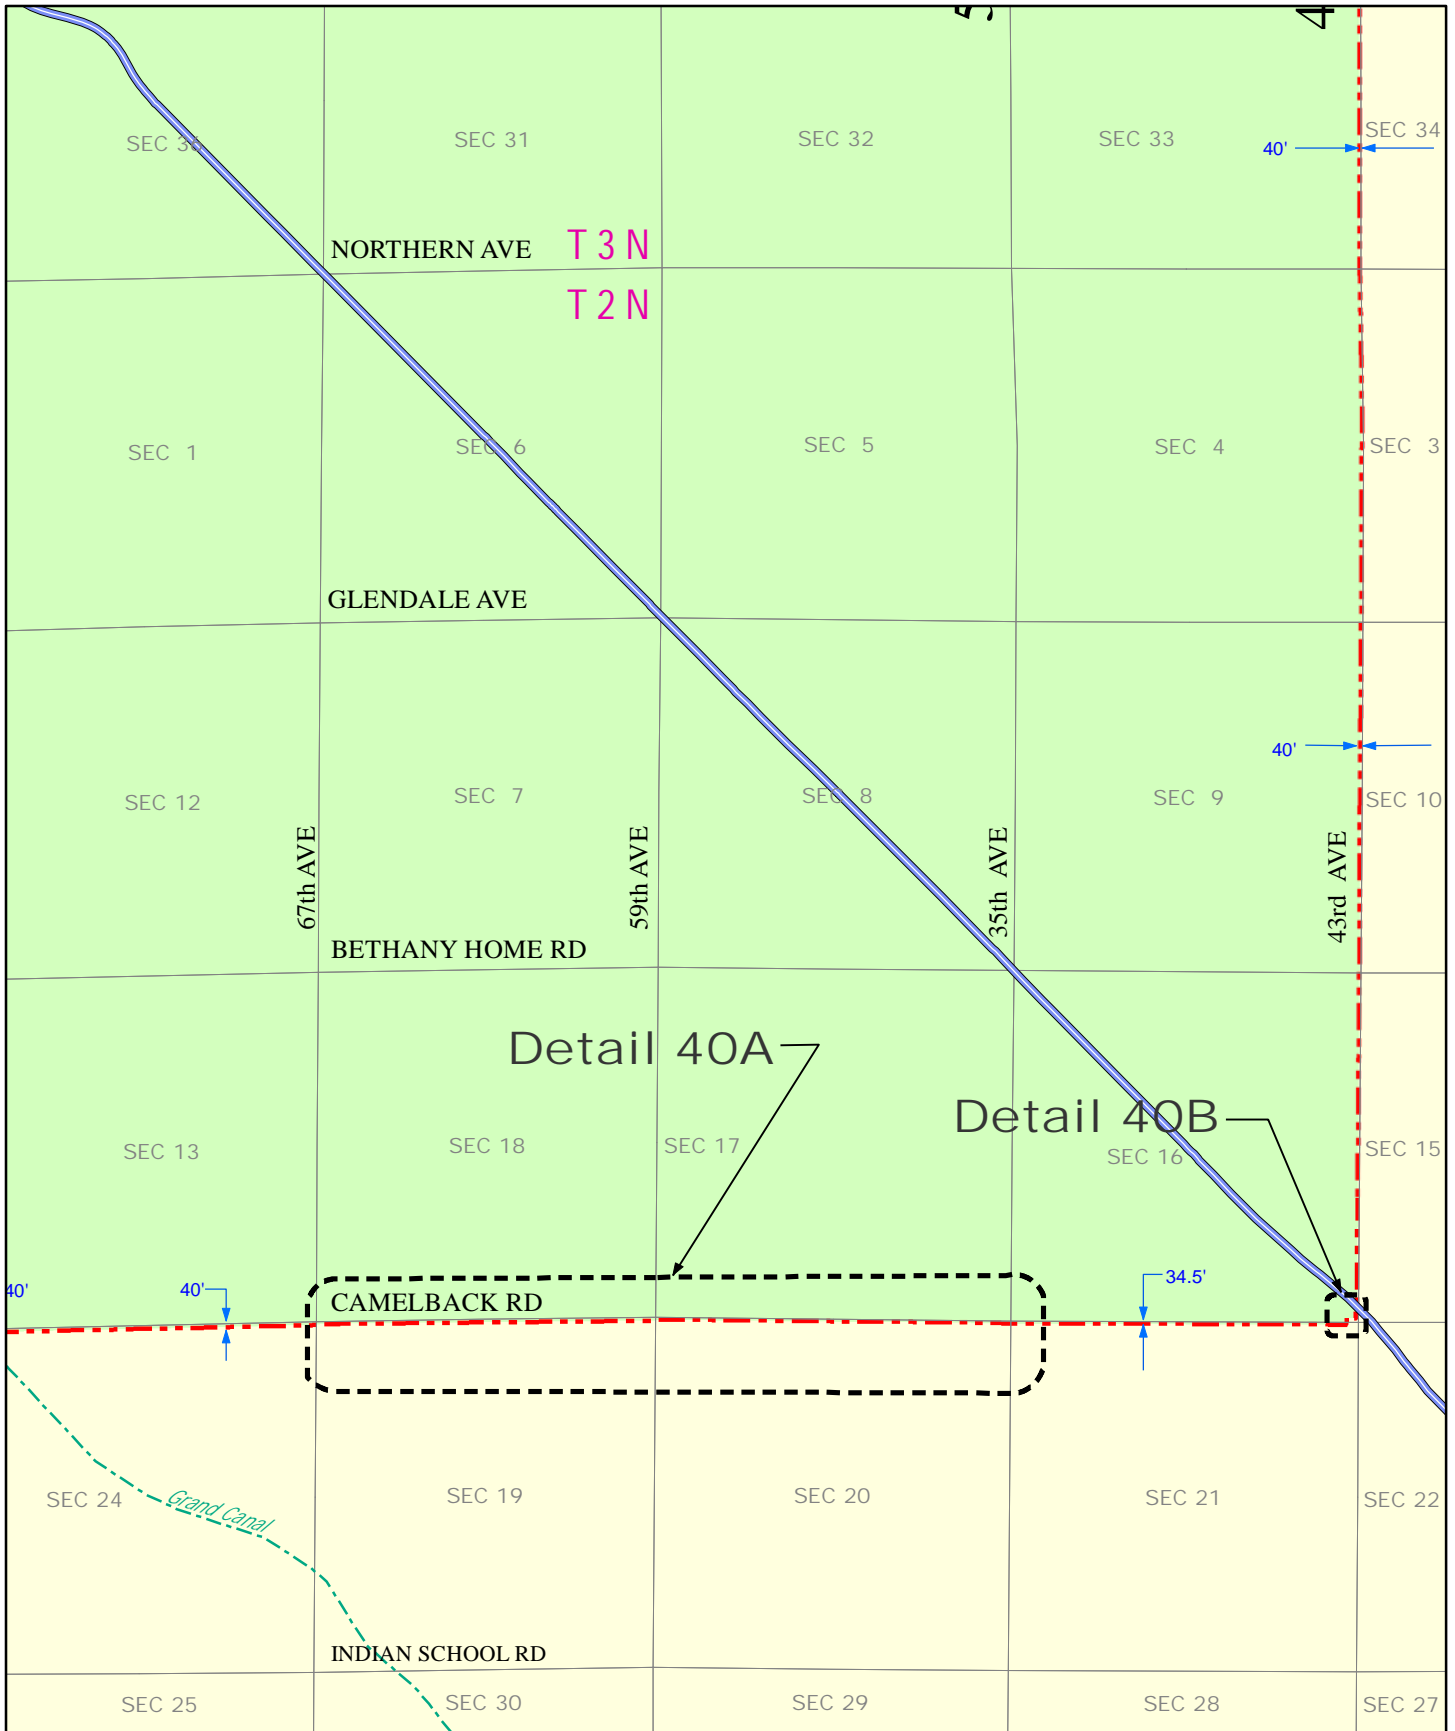 4
SEC 36
SEC 31
SEC 32
SEC 33
SEC 34
40'
NORTHERN AVE
T 3 N
T 2 N
SEC 1
SEC 6
SEC 5
SEC 4
SEC 3
GLENDALE AVE
40'
SEC 12
SEC 7
SEC 8
SEC 9
SEC 10
67th AVE
59th AVE
35th AVE
43rd AVE
BETHANY HOME RD
Detail 40A
Detail 40B
SEC 13
SEC 18
SEC 17
SEC 16
SEC 15
40'
40'
34.5'
CAMELBACK RD
SEC 24
Grand Canal
SEC 19
SEC 20
SEC 21
SEC 22
INDIAN SCHOOL RD
SEC 25
SEC 30
SEC 29
SEC 28
SEC 27